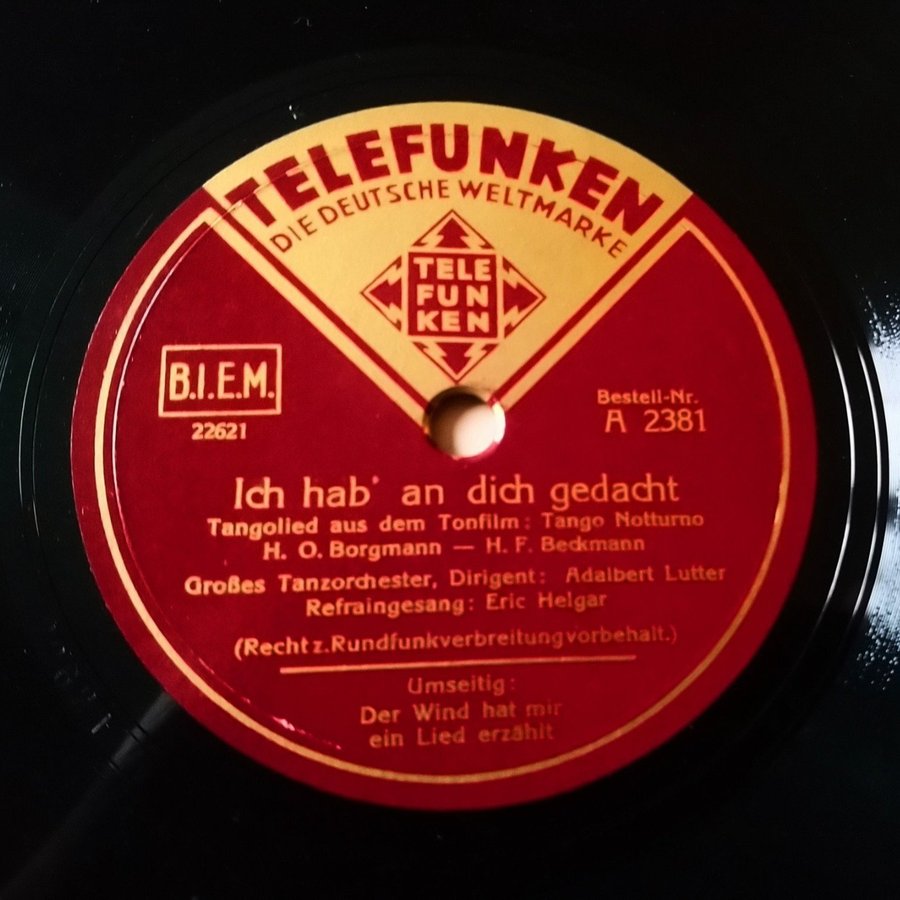 TELEFUNKEN
DIE DEUTSCHE WELTMARKE
TELE
FUN
KEN
B.I.E.M.
22621
Bestell-Nr.
A 2381
Ich hab' an dich gedacht
Tangolied aus dem Tonfilm: Tango Notturno
H. O. Borgmann — H. F. Beckmann
Großes Tanzorchester, Dirigent: Adalbert Lutter
Refraingesang: Eric Helgar
(Recht z. Rundfunkverbreitung vorbehalt.)
Umseitig:
Der Wind hat mir
ein Lied erzählt